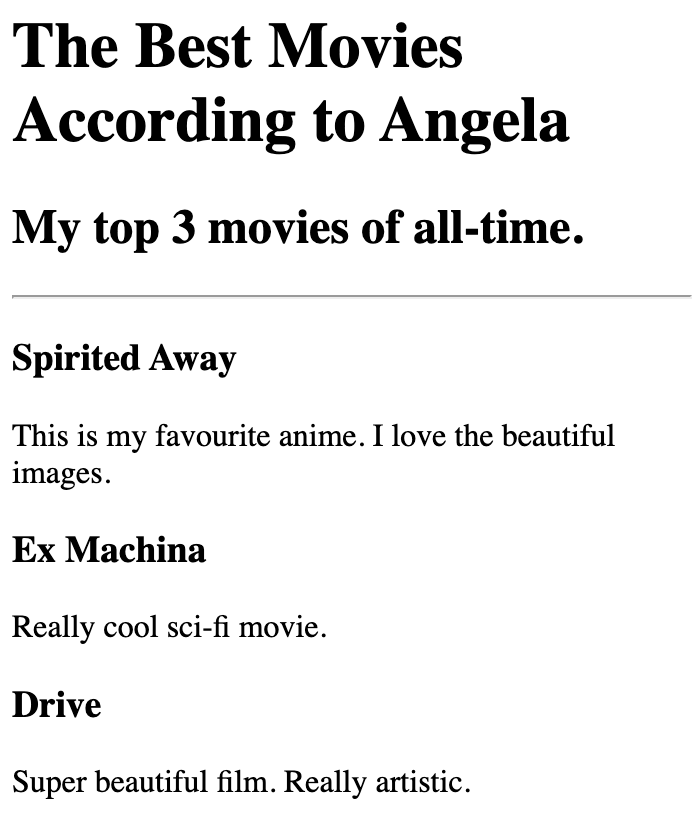 The Best Movies
According to Angela
My top 3 movies of all-time.
Spirited Away
This is my favourite anime. I love the beautiful
images.
Ex Machina
Really cool sci-fi movie.
Drive
Super beautiful film. Really artistic.